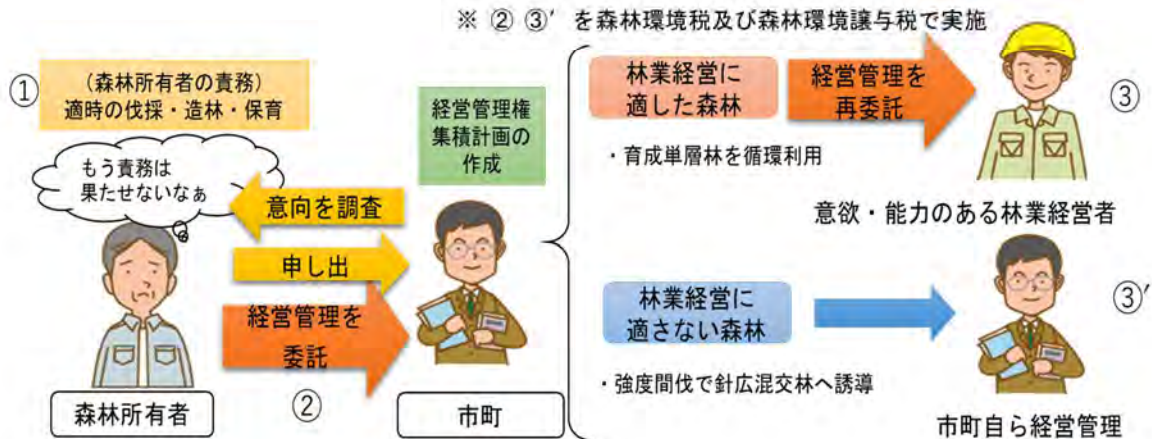 ※ ② ③′ を森林環境税及び森林環境譲与税で実施
①
(森林所有者の責務)
適時の伐採・造林・保育
もう責務は
果たせないなぁ
意向を調査
申し出
経営管理を
委託
②
森林所有者
経営管理権
集積計画の
作成
市町
林業経営に
適した森林
経営管理を
再委託
③
・育成単層林を循環利用
意欲・能力のある林業経営者
林業経営に
適さない森林
③′
・強度間伐で針広混交林へ誘導
市町自ら経営管理